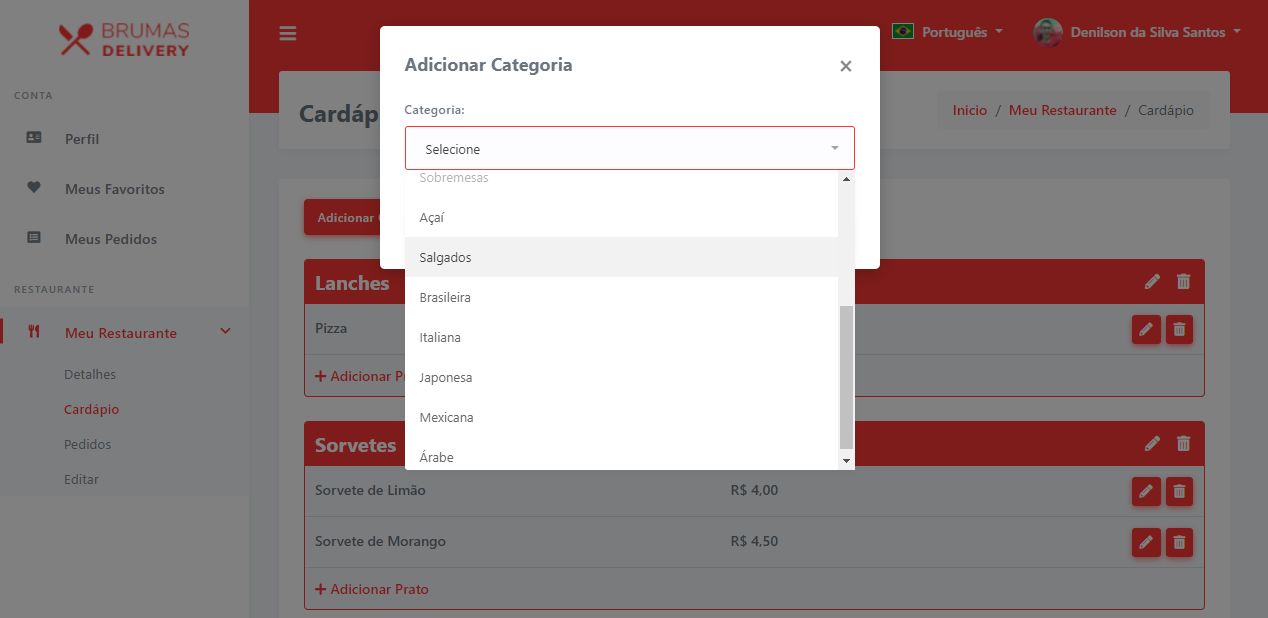 BRUMAS
DELIVERY
Português
Denilson da Silva Santos
CONTA
Perfil
Meus Favoritos
Meus Pedidos
RESTAURANTE
Meu Restaurante
Detalhes
Cardápio
Pedidos
Editar
Cardáp
Inicio / Meu Restaurante / Cardápio
Adicionar
Adicionar Categoria
×
Categoria:
Selecione
Sobremesas
Açaí
Salgados
Brasileira
Italiana
Japonesa
Mexicana
Árabe
Lanches
Pizza
+ Adicionar P
Sorvetes
Sorvete de Limão R$ 4,00
Sorvete de Morango R$ 4,50
+ Adicionar Prato